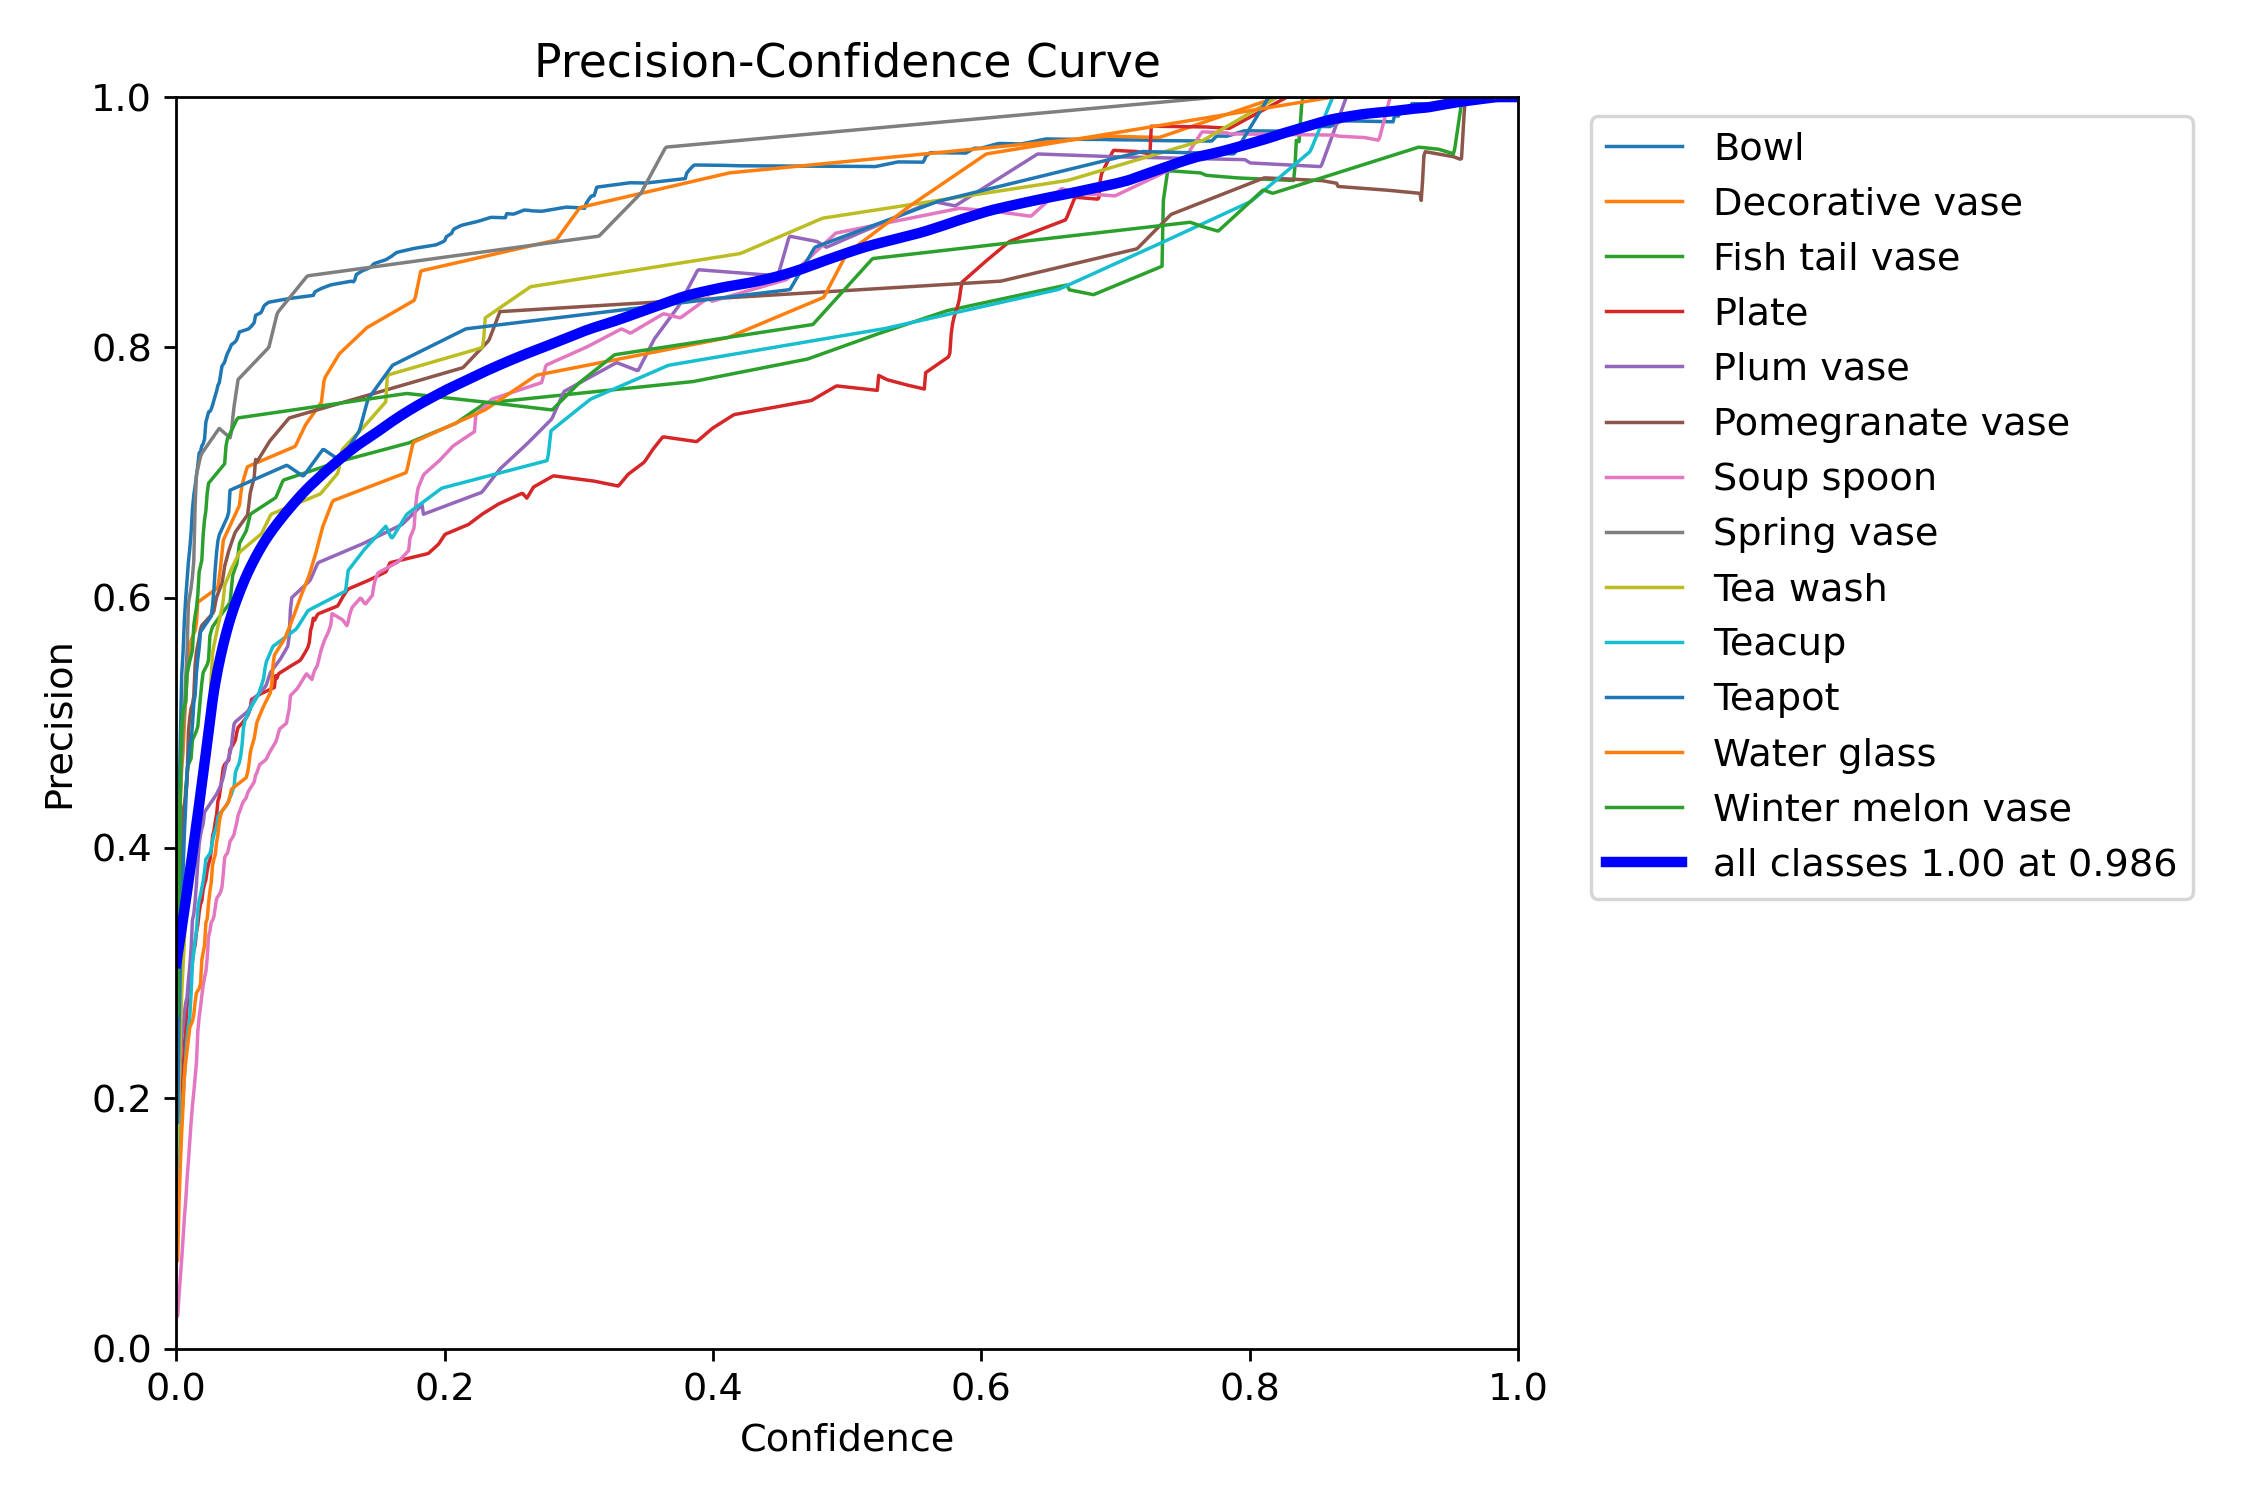 Precision-Confidence Curve
1.0
0.8
0.6
0.4
0.2
0.0
Precision
0.0 0.2 0.4 0.6 0.8 1.0
Confidence
Bowl
Decorative vase
Fish tail vase
Plate
Plum vase
Pomegranate vase
Soup spoon
Spring vase
Tea wash
Teacup
Teapot
Water glass
Winter melon vase
all classes 1.00 at 0.986